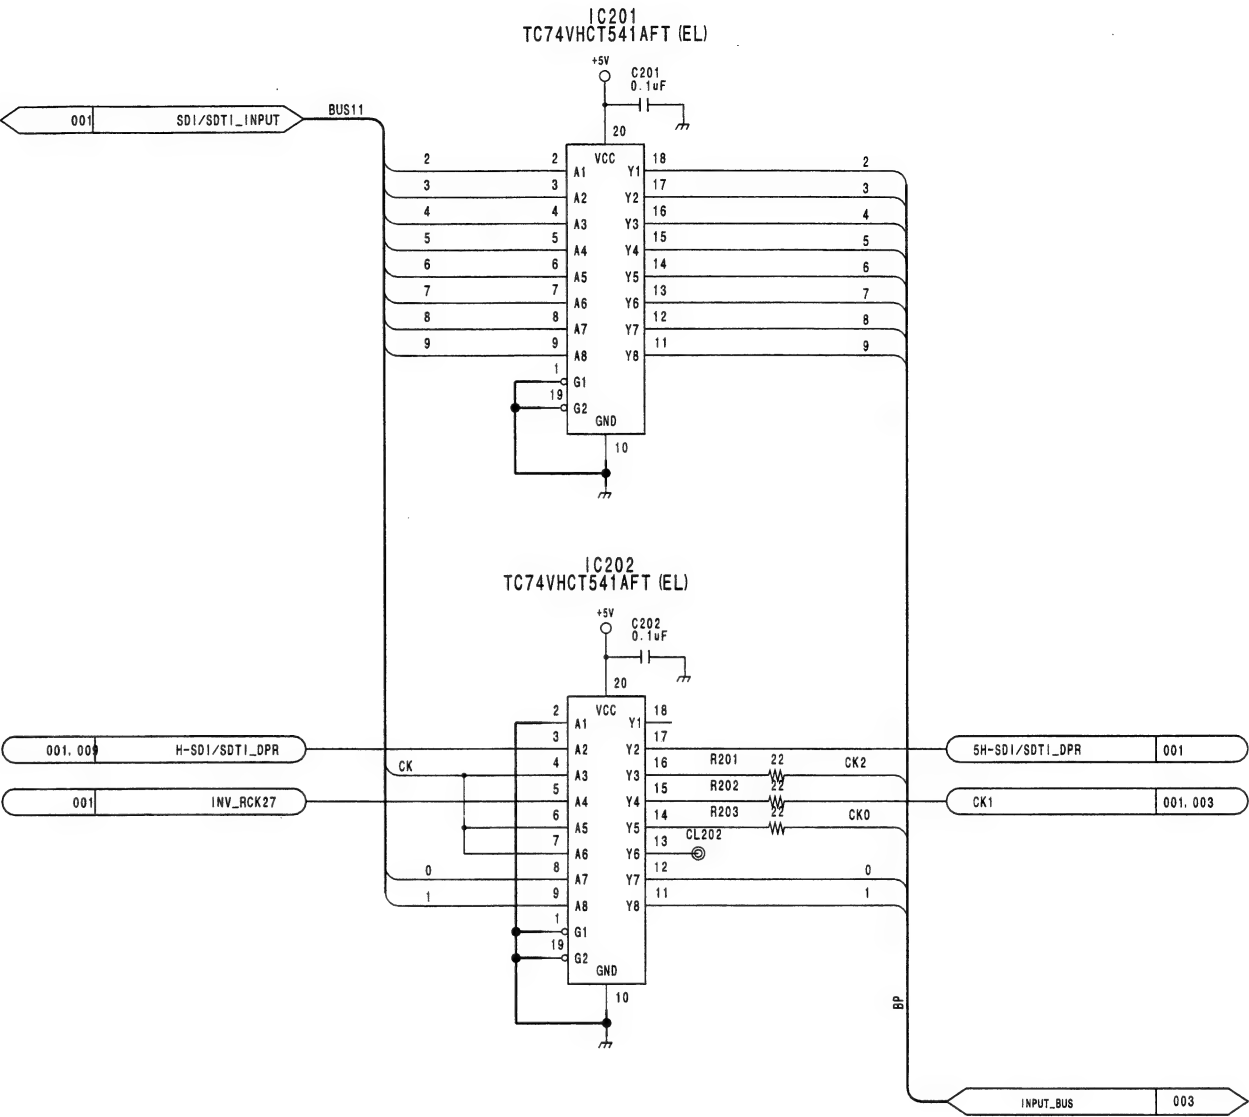 IC201
TC74VHCT541AFT (EL)
+5V
C201
0.1uF
001 SDI/SDTI_INPUT
BUS11
20
VCC
2 2 A1 Y1 18 2
3 3 A2 Y2 17 3
4 4 A3 Y3 16 4
5 5 A4 Y4 15 5
6 6 A5 Y5 14 6
7 7 A6 Y6 13 7
8 8 A7 Y7 12 8
9 9 A8 Y8 11 9
1 G1
19 G2
GND
10
IC202
TC74VHCT541AFT (EL)
+5V
C202
0.1uF
20
VCC
2 A1 Y1 18
001.009 H-SDI/SDTI_DPR 3 A2 Y2 17 5H-SDI/SDTI_DPR 001
CK 4 A3 Y3 16 R201 22 CK2
001 INV_RCK27 5 A4 Y4 15 R202 22 CK1 001.003
6 A5 Y5 14 R203 22 CK0
7 A6 Y6 13 CL202
0 8 A7 Y7 12 0
1 9 A8 Y8 11 1
1 G1
19 G2
GND
10
BP
INPUT_BUS 003